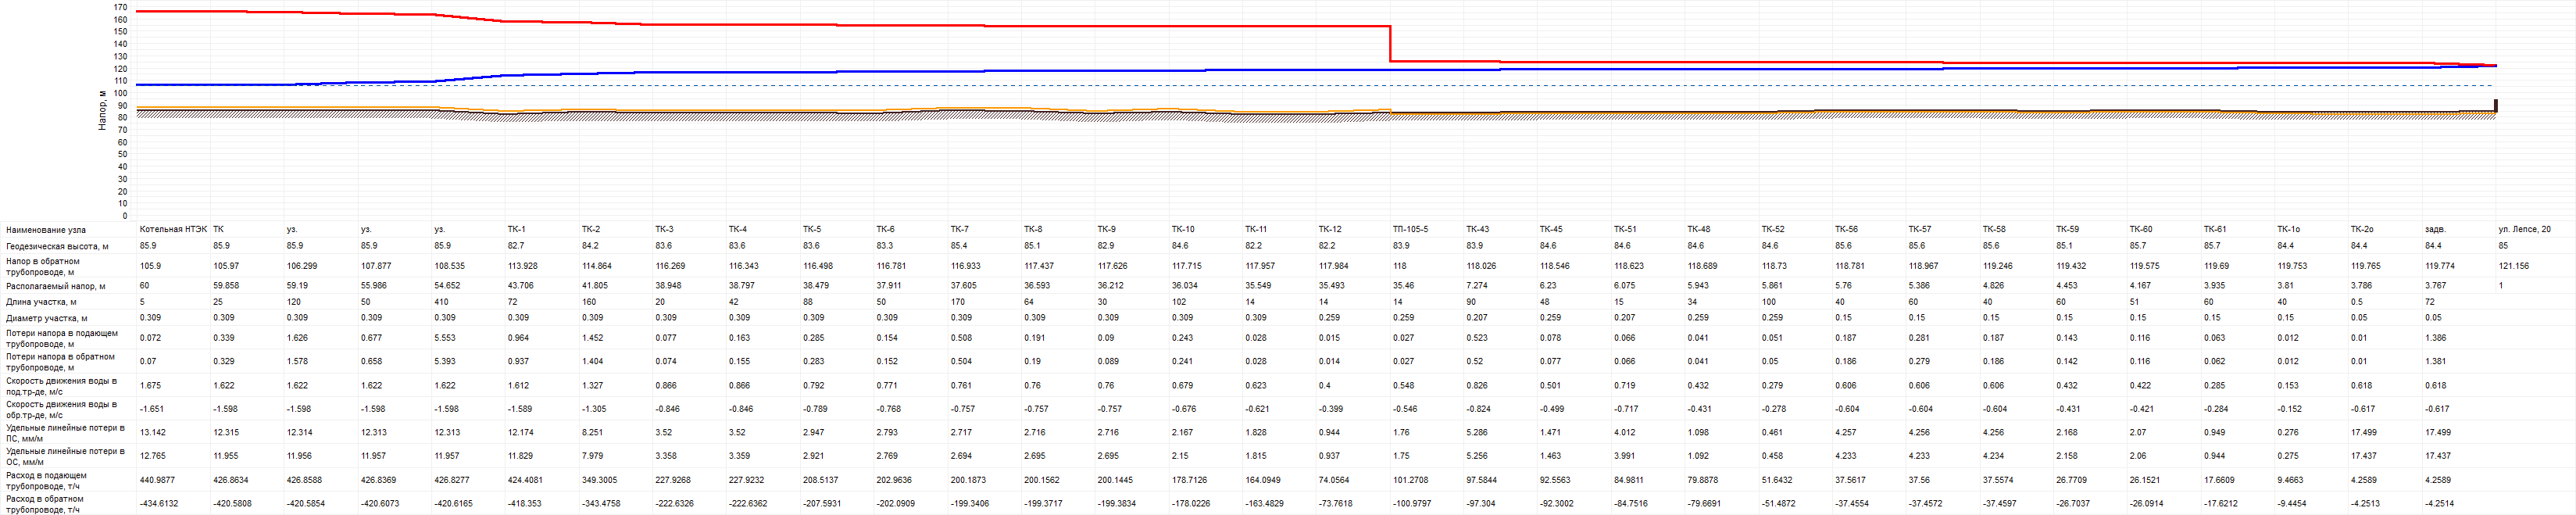 170
160
150
140
130
120
110
100
90
80
70
60
50
40
30
20
10
0
Напор, м
Наименование узла Котельная НТЭК ТК уз. уз. уз. ТК-1 ТК-2 ТК-3 ТК-4 ТК-5 ТК-6 ТК-7 ТК-8 ТК-9 ТК-10 ТК-11 ТК-12 ТП-105-5 ТК-43 ТК-45 ТК-51 ТК-48 ТК-52 ТК-56 ТК-57 ТК-58 ТК-59 ТК-60 ТК-61 ТК-1о ТК-2о задв. ул. Лепсе, 20
Геодезическая высота, м 85.9 85.9 85.9 85.9 85.9 82.7 84.2 83.6 83.6 83.6 83.3 85.4 85.1 82.9 84.6 82.2 82.2 83.9 83.9 84.6 84.6 84.6 84.6 85.6 85.6 85.6 85.1 85.7 85.7 84.4 84.4 84.4 85
Напор в обратном
трубопроводе, м 105.9 105.97 106.299 107.877 108.535 113.928 114.864 116.269 116.343 116.498 116.781 116.933 117.437 117.626 117.715 117.957 117.984 118 118.026 118.546 118.623 118.689 118.73 118.781 118.967 119.246 119.432 119.575 119.69 119.753 119.765 119.774 121.156
Располагаемый напор, м 60 59.858 59.19 55.986 54.652 43.706 41.805 38.948 38.797 38.479 37.911 37.605 36.593 36.212 36.034 35.549 35.493 35.46 7.274 6.23 6.075 5.943 5.861 5.76 5.386 4.826 4.453 4.167 3.935 3.81 3.786 3.767 1
Длина участка, м 5 25 120 50 410 72 160 20 42 88 50 170 64 30 102 14 14 14 90 48 15 34 100 40 60 40 60 51 60 40 0.5 72
Диаметр участка, м 0.309 0.309 0.309 0.309 0.309 0.309 0.309 0.309 0.309 0.309 0.309 0.309 0.309 0.309 0.309 0.309 0.259 0.259 0.207 0.259 0.207 0.259 0.259 0.15 0.15 0.15 0.15 0.15 0.15 0.15 0.05 0.05
Потери напора в подающем
трубопроводе, м 0.072 0.339 1.626 0.677 5.553 0.964 1.452 0.077 0.163 0.285 0.154 0.508 0.191 0.09 0.243 0.028 0.015 0.027 0.523 0.078 0.066 0.041 0.051 0.187 0.281 0.187 0.143 0.116 0.063 0.012 0.01 1.386
Потери напора в обратном
трубопроводе, м 0.07 0.329 1.578 0.658 5.393 0.937 1.404 0.074 0.155 0.283 0.152 0.504 0.19 0.089 0.241 0.028 0.014 0.027 0.52 0.077 0.066 0.041 0.05 0.186 0.279 0.186 0.142 0.116 0.062 0.012 0.01 1.381
Скорость движения воды в
под.тр-де, м/с 1.675 1.622 1.622 1.622 1.622 1.612 1.327 0.866 0.866 0.792 0.771 0.761 0.76 0.76 0.679 0.623 0.4 0.548 0.826 0.501 0.719 0.432 0.279 0.606 0.606 0.606 0.432 0.422 0.285 0.153 0.618 0.618
Скорость движения воды в
обр.тр-де, м/с -1.651 -1.598 -1.598 -1.598 -1.598 -1.589 -1.305 -0.846 -0.846 -0.789 -0.768 -0.757 -0.757 -0.757 -0.676 -0.621 -0.399 -0.546 -0.824 -0.499 -0.717 -0.431 -0.278 -0.604 -0.604 -0.604 -0.431 -0.421 -0.284 -0.152 -0.617 -0.617
Удельные линейные потери в
ПС, мм/м 13.142 12.315 12.314 12.313 12.313 12.174 8.251 3.52 3.52 2.947 2.793 2.717 2.716 2.716 2.167 1.828 0.944 1.76 5.286 1.471 4.012 1.098 0.461 4.257 4.256 4.256 2.168 2.07 0.949 0.276 17.499 17.499
Удельные линейные потери в
ОС, мм/м 12.765 11.955 11.956 11.957 11.957 11.829 7.979 3.358 3.359 2.921 2.769 2.694 2.695 2.695 2.15 1.815 0.937 1.75 5.256 1.463 3.991 1.092 0.458 4.233 4.233 4.234 2.158 2.06 0.944 0.275 17.437 17.437
Расход в подающем
трубопроводе, т/ч 440.9877 426.8634 426.8588 426.8369 426.8277 424.4081 349.3005 227.9268 227.9232 208.5137 202.9636 200.1873 200.1562 200.1445 178.7126 164.0949 74.0564 101.2708 97.5844 92.5563 84.9811 79.8878 51.6432 37.5617 37.56 37.5574 26.7709 26.1521 17.6609 9.4663 4.2589 4.2589
Расход в обратном
трубопроводе, т/ч -434.6132 -420.5808 -420.5854 -420.6073 -420.6165 -418.353 -343.4758 -222.6326 -222.6362 -207.5931 -202.0909 -199.3406 -199.3717 -199.3834 -178.0226 -163.4829 -73.7618 -100.9797 -97.304 -92.3002 -84.7516 -79.6691 -51.4872 -37.4554 -37.4572 -37.4597 -26.7037 -26.0914 -17.6212 -9.4454 -4.2513 -4.2514